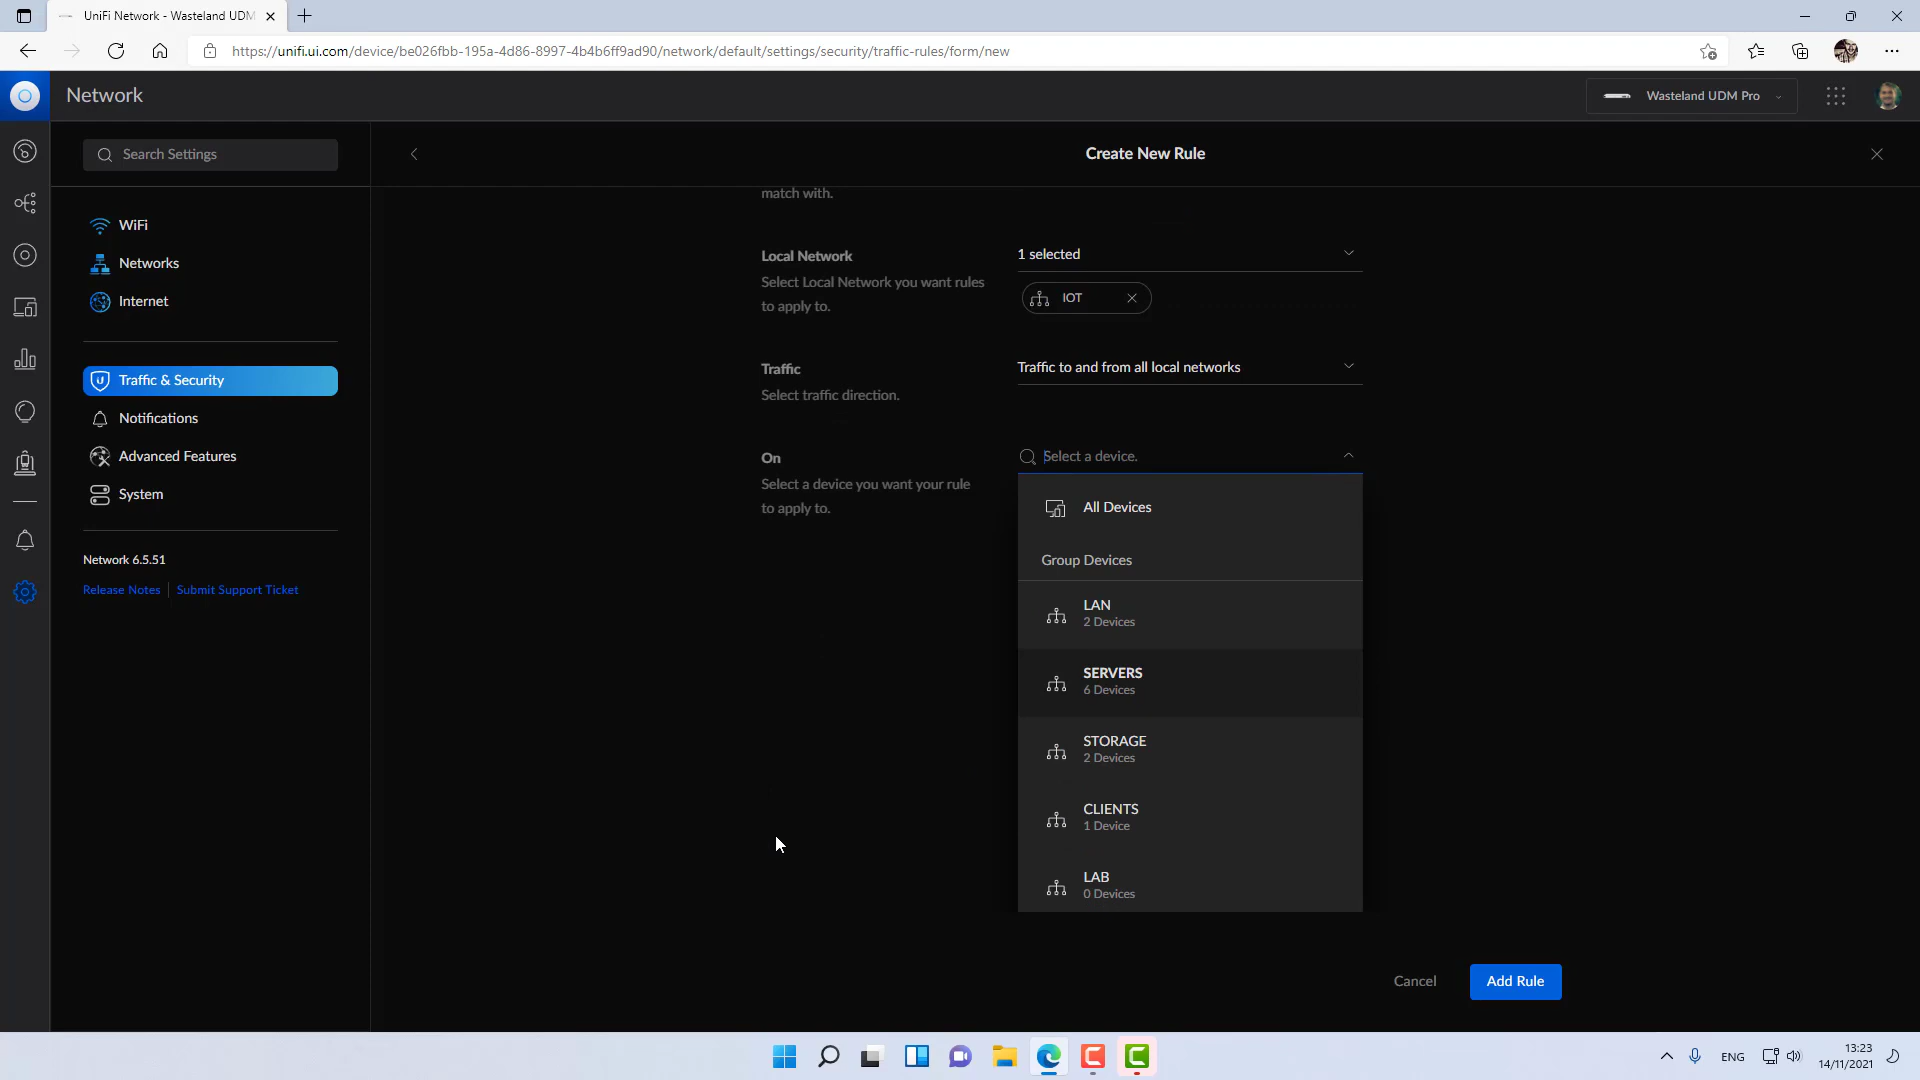 UniFi Network - Wasteland UDM
https://unifi.ui.com/device/be026fbb-195a-4d86-8997-4b4b6ff9ad90/network/default/settings/security/traffic-rules/form/new
Network
Wasteland UDM Pro
Search Settings
Create New Rule
WiFi
Networks
Internet
Traffic & Security
Notifications
Advanced Features
System
Network 6.5.51
Release Notes
Submit Support Ticket
match with.
Local Network
Select Local Network you want rules
to apply to.
1 selected
IOT
Traffic
Select traffic direction.
Traffic to and from all local networks
On
Select a device you want your rule
to apply to.
Select a device.
All Devices
Group Devices
LAN
2 Devices
SERVERS
6 Devices
STORAGE
2 Devices
CLIENTS
1 Device
LAB
0 Devices
Cancel
Add Rule
ENG
13:23
14/11/2021